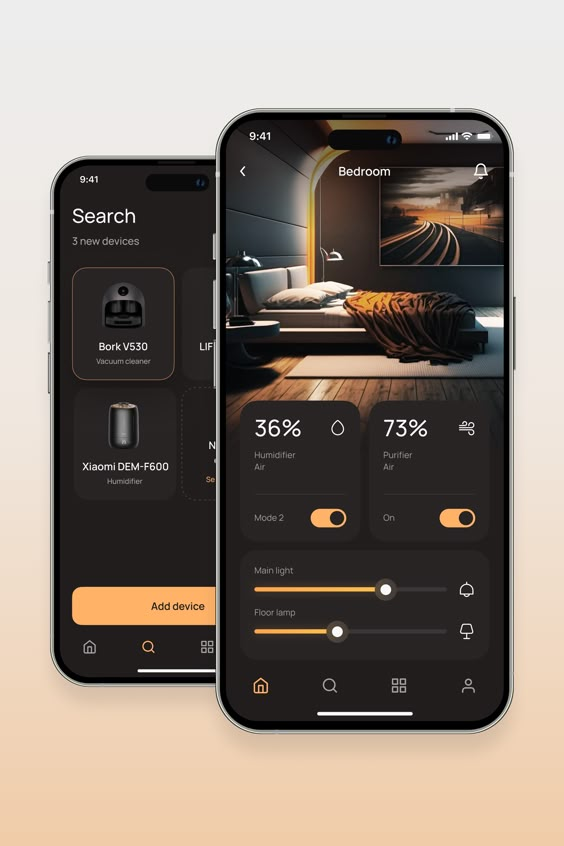 9:41
Search
3 new devices
Bork V530
Vacuum cleaner
LIF
Xiaomi DEM-F600
Humidifier
N
Se
Add device
9:41
Bedroom
36%
Humidifier
Air
Mode 2
73%
Purifier
Air
On
Main light
Floor lamp